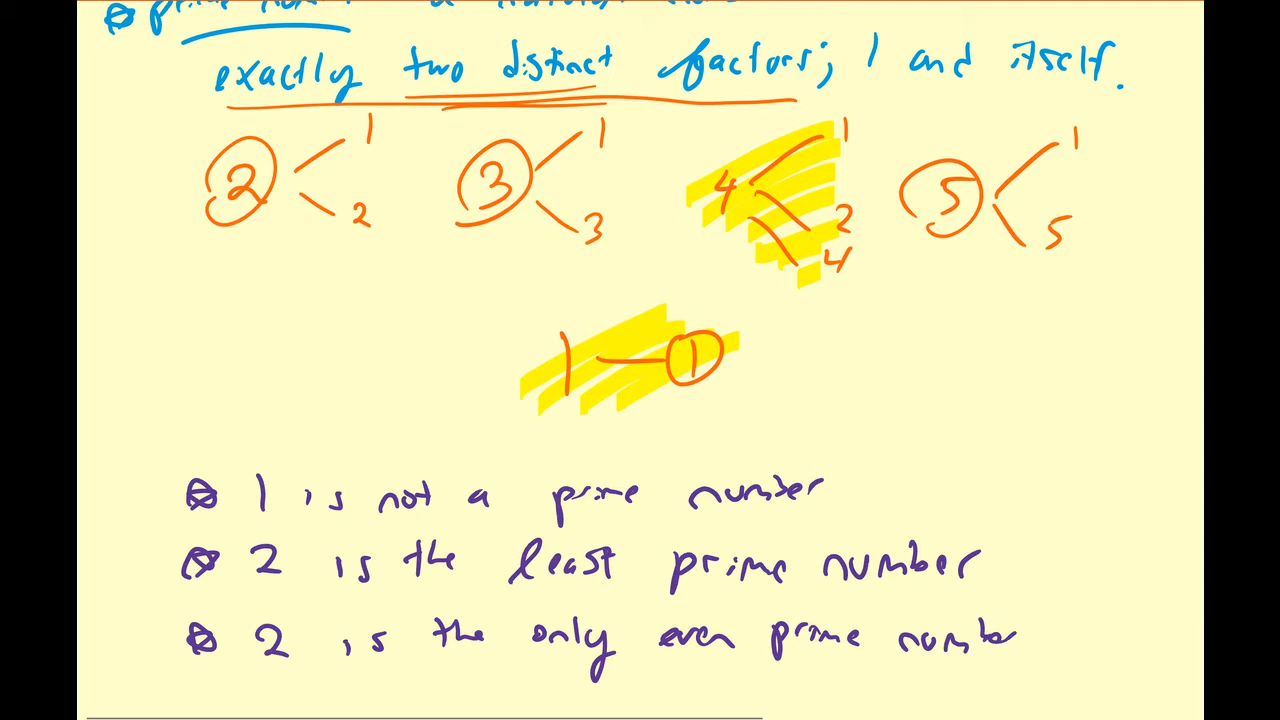 exactly two distinct factors; 1 and itself.
2 1 2
3 1 3
4 1 2 4
5 1 5
1 1
1 is not a prime number
2 is the least prime number
2 is the only even prime number